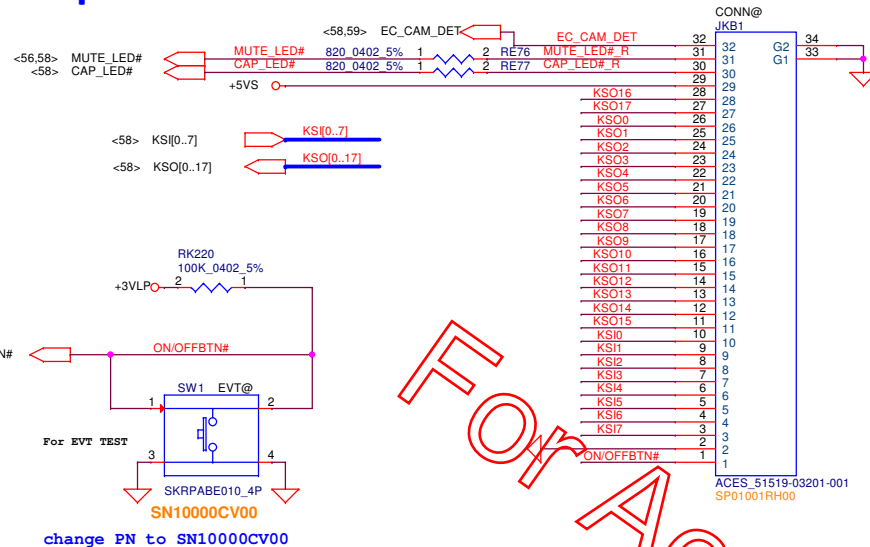 CONN@
JKB1
<58,59> EC_CAM_DET
EC_CAM_DET 32 32 G2 34
<56,58> MUTE_LED# MUTE_LED# 820_0402_5% 1 2 RE76 MUTE_LED#_R 31 31 G1 33
<58> CAP_LED# CAP_LED# 820_0402_5% 1 2 RE77 CAP_LED#_R 30 30
+5VS 29 29
KSO16 28 28
KSO17 27 27
KSO0 26 26
KSO1 25 25
KSO2 24 24
KSO3 23 23
KSO4 22 22
KSO5 21 21
KSO6 20 20
KSO7 19 19
KSO8 18 18
KSO9 17 17
KSO10 16 16
KSO11 15 15
KSO12 14 14
KSO13 13 13
KSO14 12 12
KSO15 11 11
KSI0 10 10
KSI1 9 9
KSI2 8 8
KSI3 7 7
KSI4 6 6
KSI5 5 5
KSI6 4 4
KSI7 3 3
2 2
ON/OFFBTN# 1 1
ACES_51519-03201-001
SP01001RH00
<58> KSI[0..7] KSI[0..7]
<58> KSO[0..17] KSO[0..17]
RK220
100K_0402_5%
+3VLP 2 1
N# ON/OFFBTN#
SW1 EVT@
1 2
For EVT TEST
3 4
SKRPABE010_4P
SN10000CV00
change PN to SN10000CV00
For